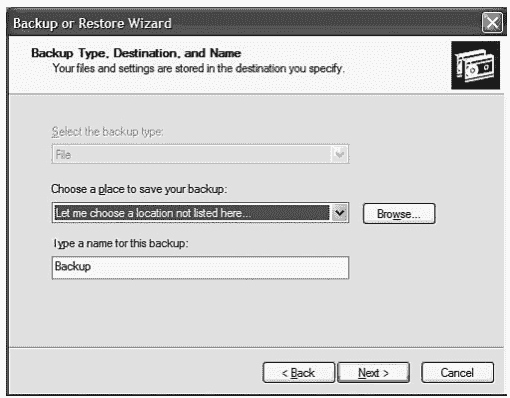 Backup or Restore Wizard
Backup Type, Destination, and Name
Your files and settings are stored in the destination you specify.
Select the backup type:
File
Choose a place to save your backup:
Let me choose a location not listed here...
Browse...
Type a name for this backup:
Backup
< Back
Next >
Cancel